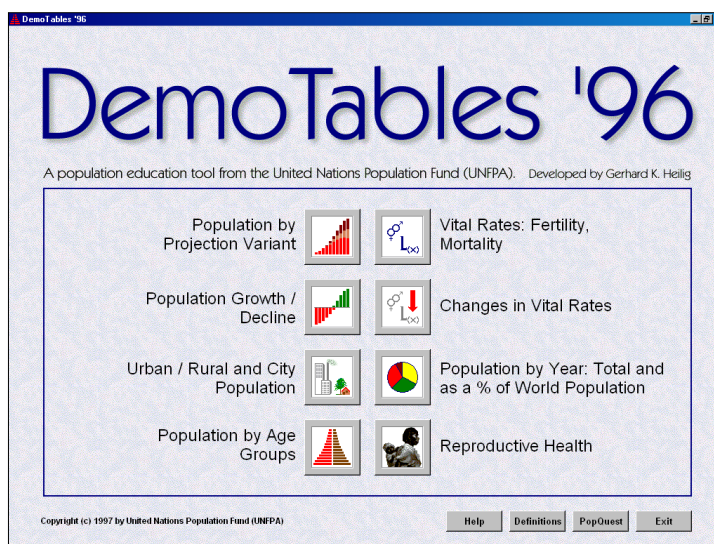 DemoTables '96
DemoTables '96
A population education tool from the United Nations Population Fund (UNFPA). Developed by Gerhard K. Heilig
Population by
Projection Variant
L(x)
Vital Rates: Fertility,
Mortality
Population Growth /
Decline
L(x)
Changes in Vital Rates
Urban / Rural and City
Population
Population by Year: Total and
as a % of World Population
Population by Age
Groups
Reproductive Health
Copyright (c) 1997 by United Nations Population Fund (UNFPA)
Help
Definitions
PopQuest
Exit